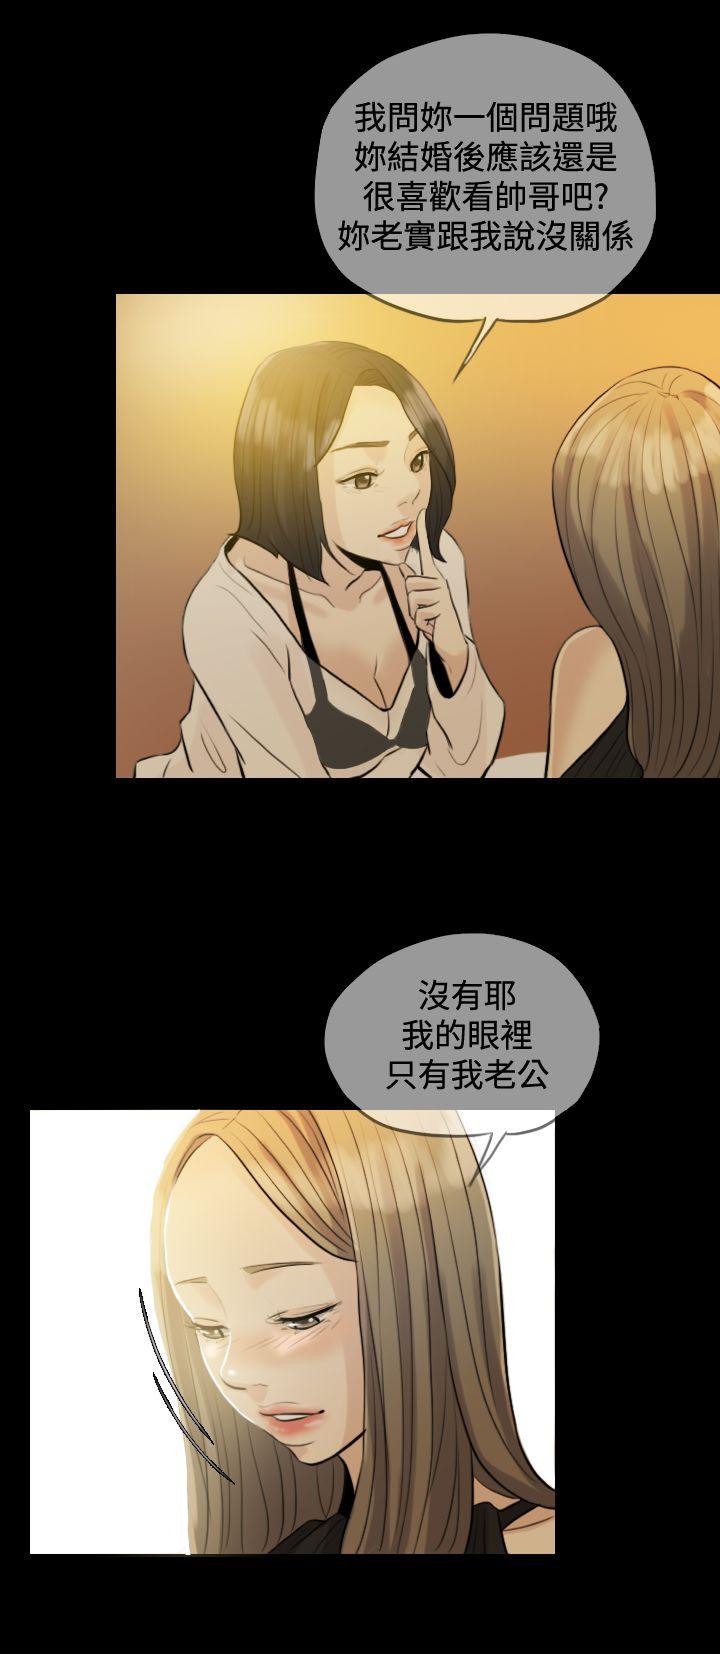 我問妳一個問題哦
妳結婚後應該還是
很喜歡看帥哥吧?
妳老實跟我說沒關係
沒有耶
我的眼裡
只有我老公